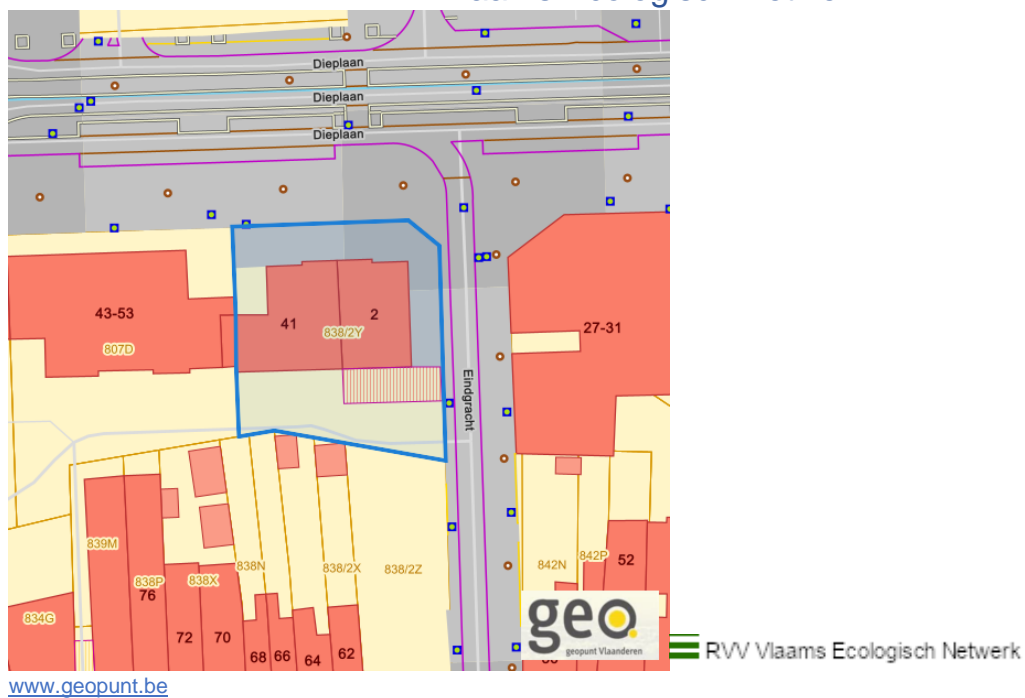 Dieplaan
Dieplaan
Dieplaan
43-53
807D
41
2
838/2Y
27-31
Eindgracht
839M
838P
76
838X
838N
838/2X
838/2Z
842N
842P
52
834G
72
70
68
66
64
62
geo.
geopunt Vlaanderen
RVV Vlaams Ecologisch Netwerk
www.geopunt.be